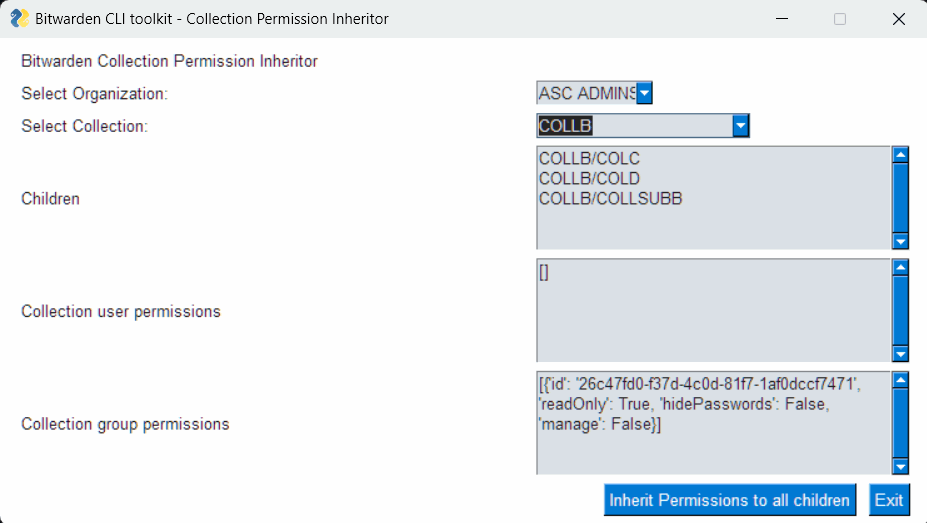 Bitwarden CLI toolkit - Collection Permission Inheritor
Bitwarden Collection Permission Inheritor
Select Organization:
ASC ADMINS
Select Collection:
COLLB
Children
COLLB/COLC
COLLB/COLD
COLLB/COLLSUBB
Collection user permissions
[]
Collection group permissions
[{'id': '26c47fd0-f37d-4c0d-81f7-1af0dccf7471',
'readOnly': True, 'hidePasswords': False,
'manage': False}]
Inherit Permissions to all children
Exit